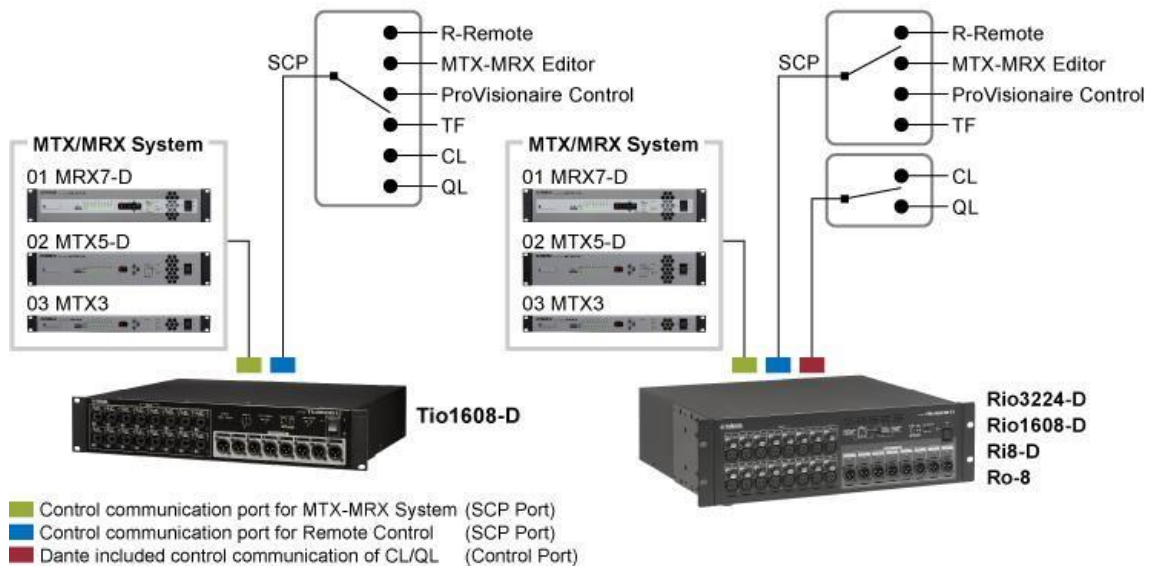 SCP
R-Remote
MTX-MRX Editor
ProVisionaire Control
TF
CL
QL
MTX/MRX System
01 MRX7-D
02 MTX5-D
03 MTX3
Tio1608-D
SCP
R-Remote
MTX-MRX Editor
ProVisionaire Control
TF
CL
QL
MTX/MRX System
01 MRX7-D
02 MTX5-D
03 MTX3
Rio3224-D
Rio1608-D
Ri8-D
Ro-8
Control communication port for MTX-MRX System (SCP Port)
Control communication port for Remote Control (SCP Port)
Dante included control communication of CL/QL (Control Port)